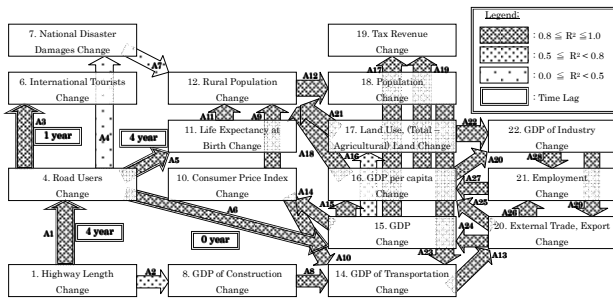 7. National Disaster
Damages Change
19. Tax Revenue
Change
Legend:
: 0.8 ≦ R² ≦1.0
: 0.5 ≦ R²＜0.8
: 0.0 ≦ R²＜0.5
: Time Lag
A7
A17
A19
6. International Tourists
Change
12. Rural Population
Change
A12
18. Population
Change
A3
1 year
A4
4 year
A11
A9
A21
11. Life Expectancy at
Birth Change
17. Land Use, (Total –
Agricultural) Land Change
A22
22. GDP of Industry
Change
A5
A18
A16
A20
A28
4. Road Users
Change
10. Consumer Price Index
Change
16. GDP per capita
Change
A27
21. Employment
Change
A6
A14
A15
A25
A26
A29
A1
4 year
0 year
15. GDP
Change
A24
20. External Trade, Export
Change
A10
A23
A13
1. Highway Length
Change
A2
8. GDP of Construction
Change
A8
14. GDP of Transportation
Change